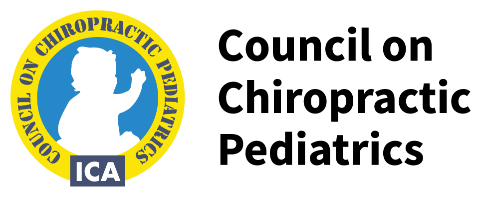 COUNCIL ON CHIROPRACTIC PEDIATRICS
ICA
Council on
Chiropractic
Pediatrics